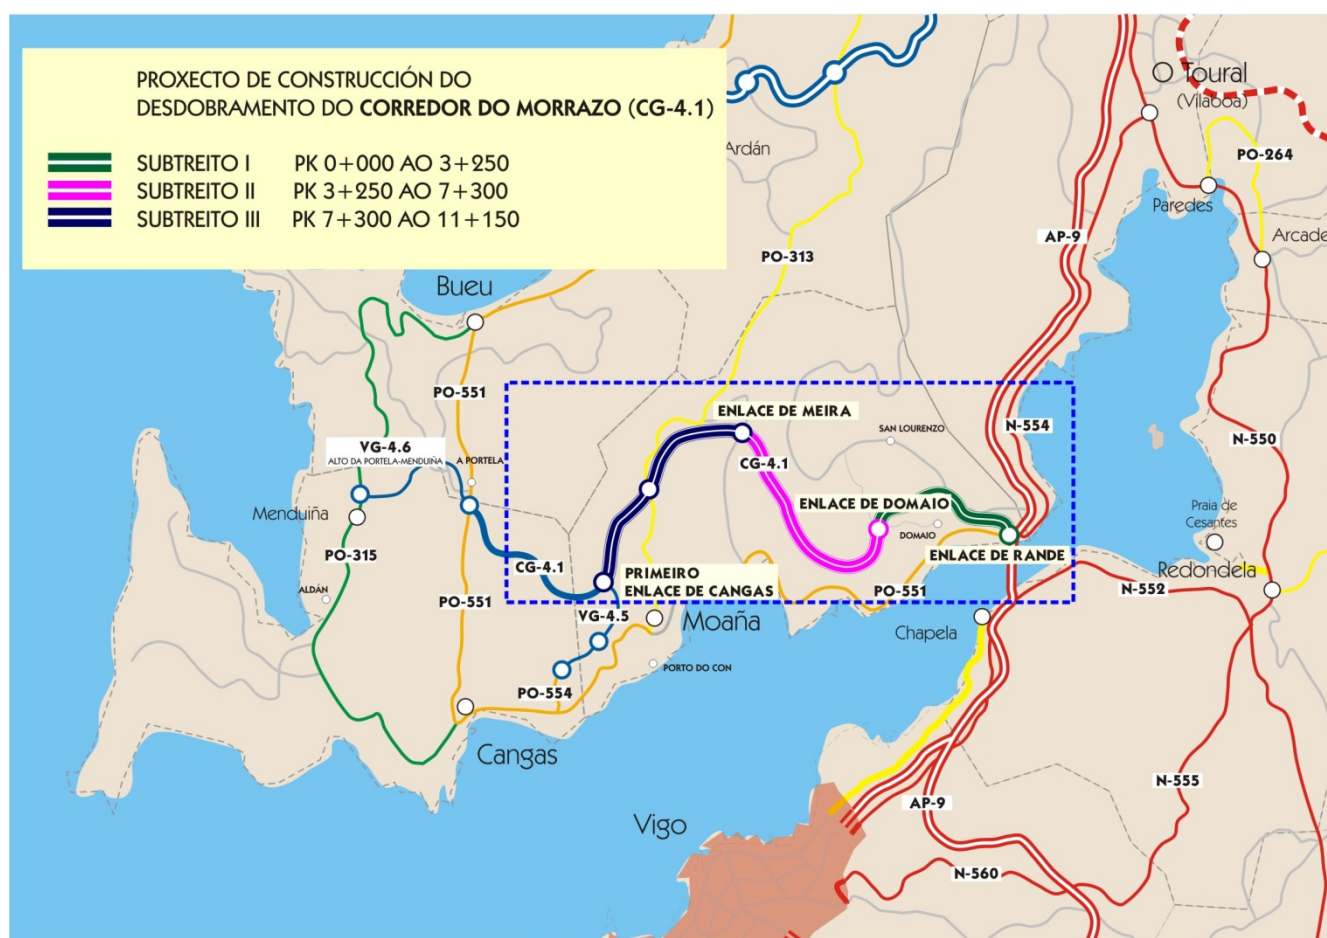 PROXECTO DE CONSTRUCCIÓN DO
DESDOBRAMENTO DO CORREDOR DO MORRAZO (CG-4.1)
SUBTREITO I PK 0+000 AO 3+250
SUBTREITO II PK 3+250 AO 7+300
SUBTREITO III PK 7+300 AO 11+150
Toural
(Vilaboa)
Ardán
PO-264
Paredes
Arcade
AP-9
PO-313
Bueu
PO-551
ENLACE DE MEIRA
SAN LOURENZO
N-554
N-550
VG-4.6
ALTO DA PORTELA-MENDUIÑA
A PORTELA
CG-4.1
Menduiña
ENLACE DE DOMAIO
DOMAIO
Praia de
Cesantes
PO-315
ENLACE DE RANDE
CG-4.1
PRIMEIRO
ENLACE DE CANGAS
Redondela
ALDÁN
PO-551
PO-551
N-552
VG-4.5
Moaña
Chapela
PORTO DO CON
PO-554
Cangas
N-555
AP-9
Vigo
N-560